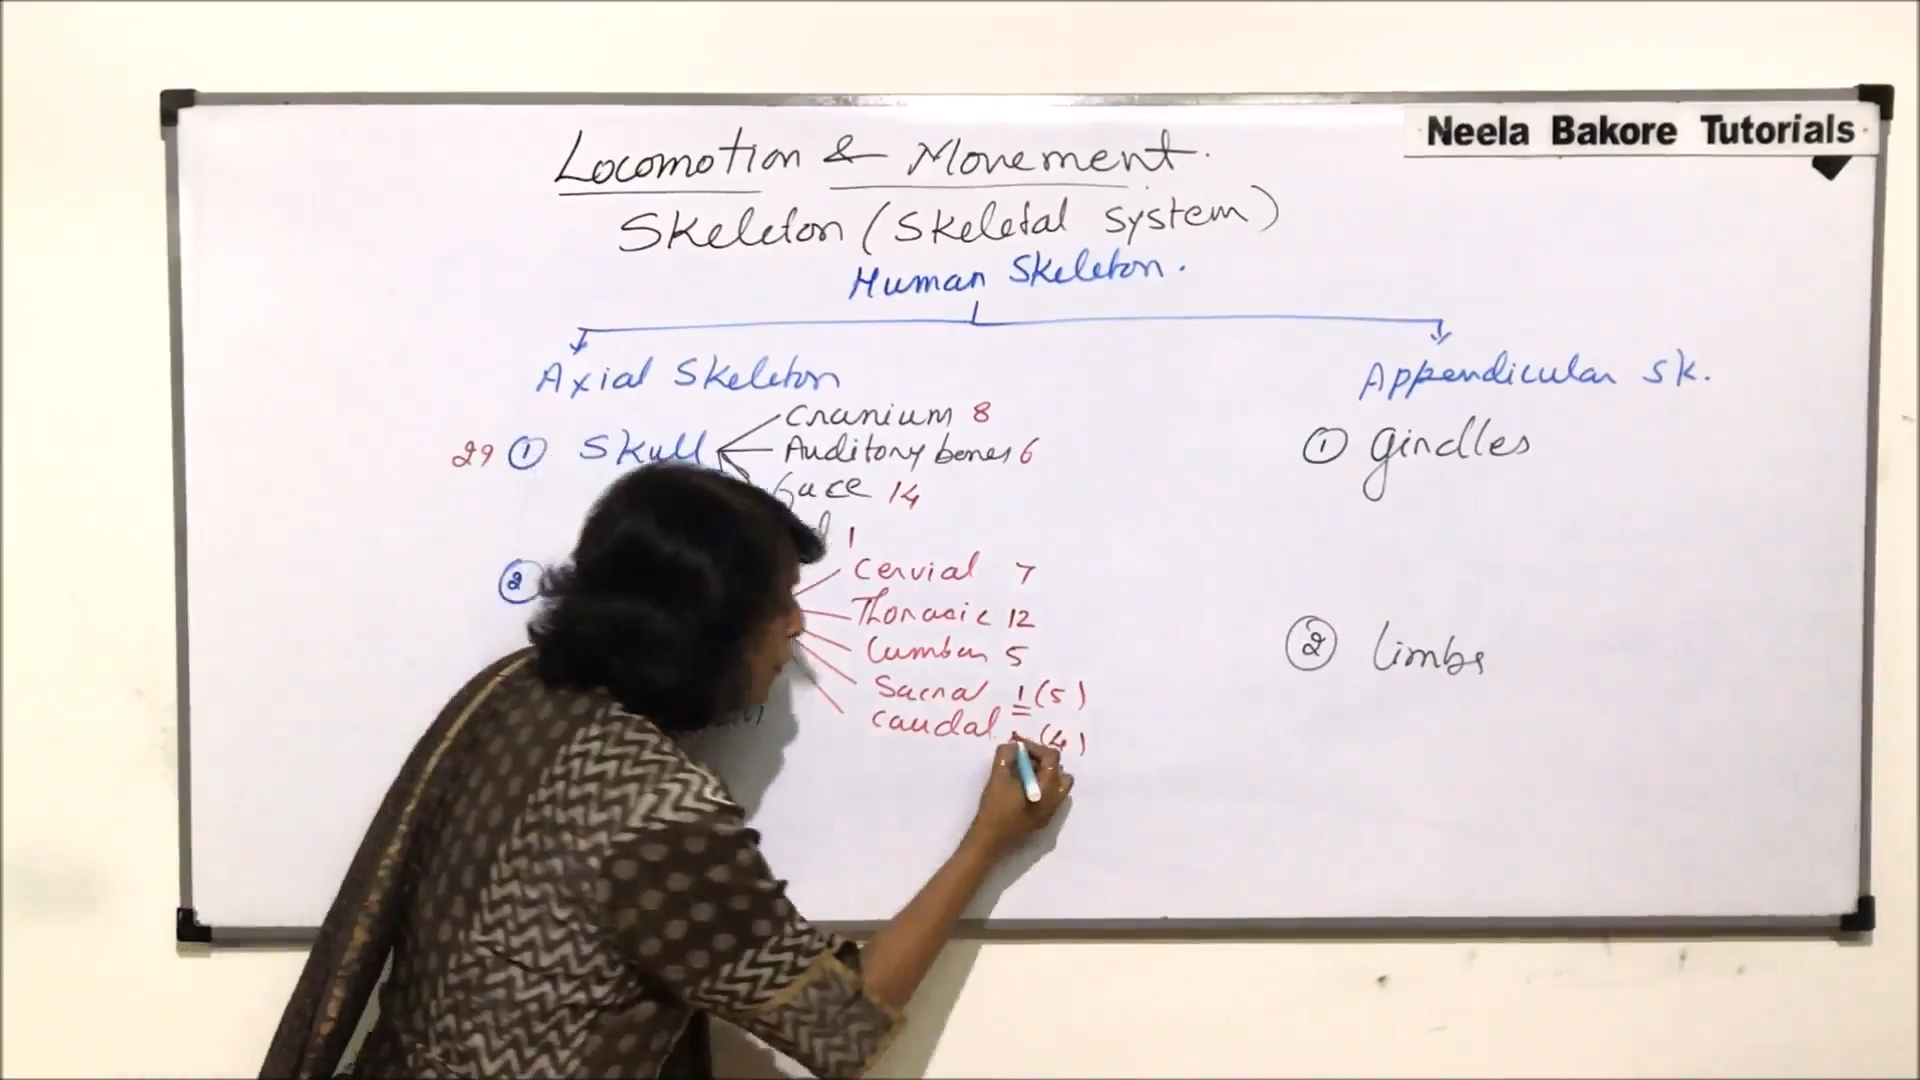 Neela Bakore Tutorials
Locomotion & Movement.
Skeleton (Skeletal System)
Human Skeleton.
Axial Skeleton
Appendicular Sk.
Cranium 8
29 ① Skull
Auditory bones 6
① Girdles
face 14
1
Cervial 7
②
Thoracic 12
Lumbar 5
② Limbs
Sacral 1 (5)
Caudal (4)